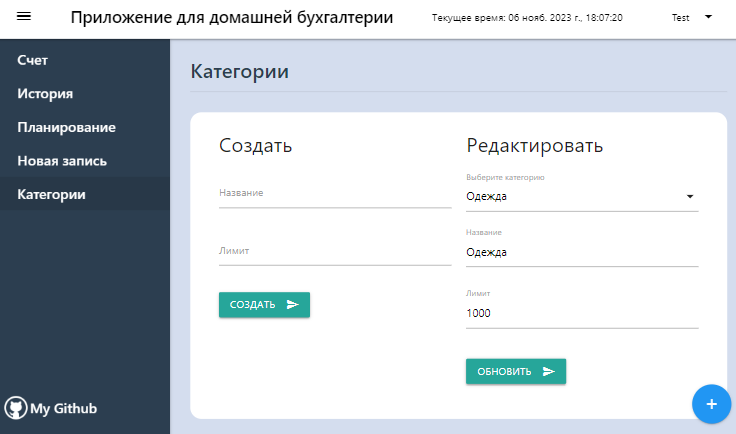 Приложение для домашней бухгалтерии
Текущее время: 06 нояб. 2023 г., 18:07:20
Test
Счет
История
Планирование
Новая запись
Категории
My Github
Категории
Создать
Название
Лимит
СОЗДАТЬ
Редактировать
Выберите категорию
Одежда
Название
Одежда
Лимит
1000
ОБНОВИТЬ
+